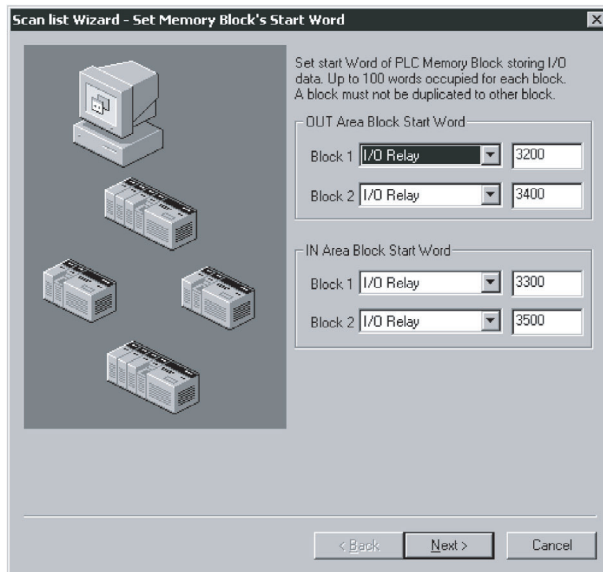 Scan list Wizard - Set Memory Block's Start Word
Set start Word of PLC Memory Block storing I/O
data. Up to 100 words occupied for each block.
A block must not be duplicated to other block.
OUT Area Block Start Word
Block 1 I/O Relay 3200
Block 2 I/O Relay 3400
IN Area Block Start Word
Block 1 I/O Relay 3300
Block 2 I/O Relay 3500
< Back Next > Cancel